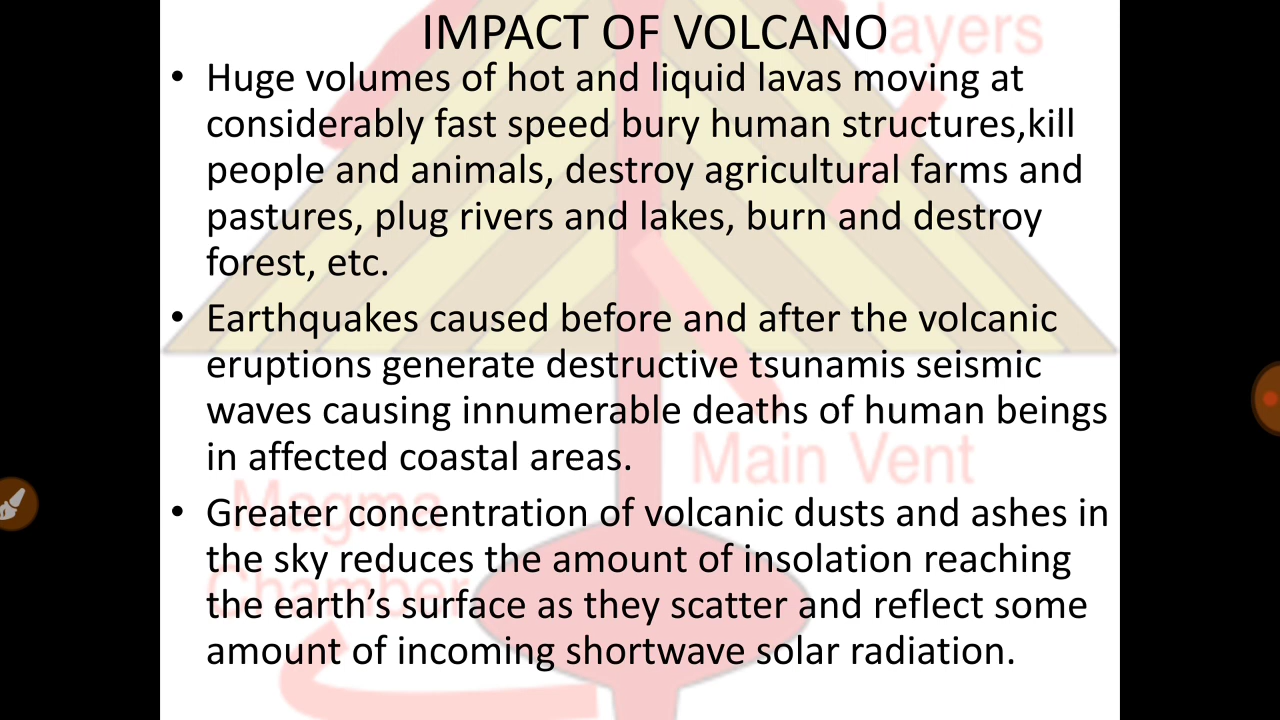 IMPACT OF VOLCANO
layers
• Huge volumes of hot and liquid lavas moving at
considerably fast speed bury human structures,kill
people and animals, destroy agricultural farms and
pastures, plug rivers and lakes, burn and destroy
forest, etc.
• Earthquakes caused before and after the volcanic
eruptions generate destructive tsunamis seismic
waves causing innumerable deaths of human beings
in affected coastal areas.
Main Vent
• Greater concentration of volcanic dusts and ashes in
the sky reduces the amount of insolation reaching
the earth’s surface as they scatter and reflect some
amount of incoming shortwave solar radiation.
Magma
Chamber